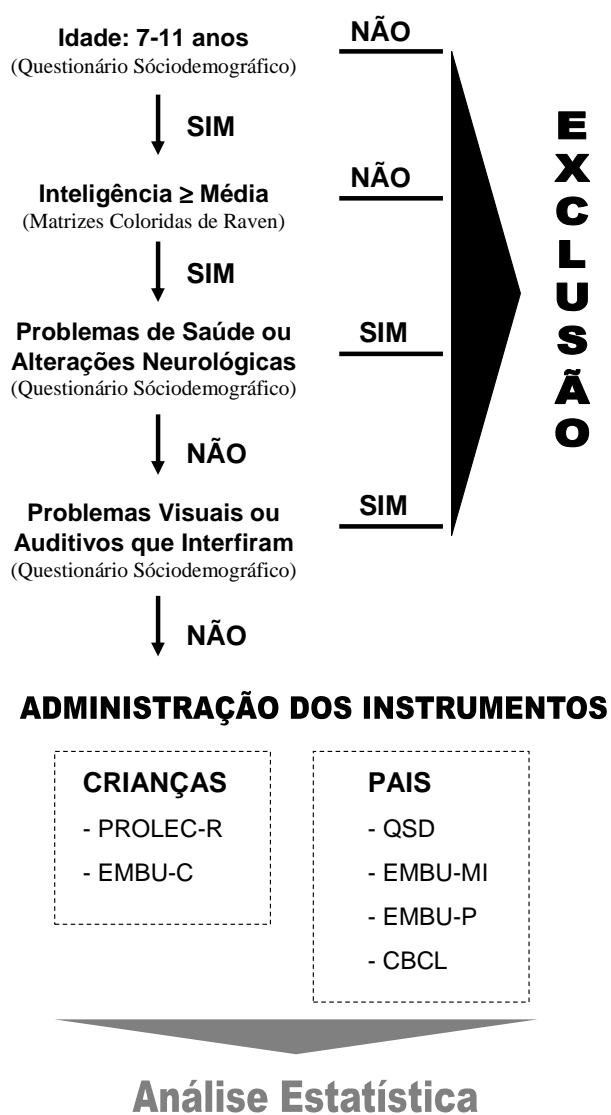 Idade: 7-11 anos
(Questionário Sóciodemográfico)
NÃO
SIM
Inteligência ≥ Média
(Matrizes Coloridas de Raven)
NÃO
SIM
Problemas de Saúde ou
Alterações Neurológicas
(Questionário Sóciodemográfico)
SIM
NÃO
Problemas Visuais ou
Auditivos que Interfiram
(Questionário Sóciodemográfico)
SIM
NÃO
EXCLUSÃO
ADMINISTRAÇÃO DOS INSTRUMENTOS
CRIANÇAS
- PROLEC-R
- EMBU-C
PAIS
- QSD
- EMBU-MI
- EMBU-P
- CBCL
Análise Estatística